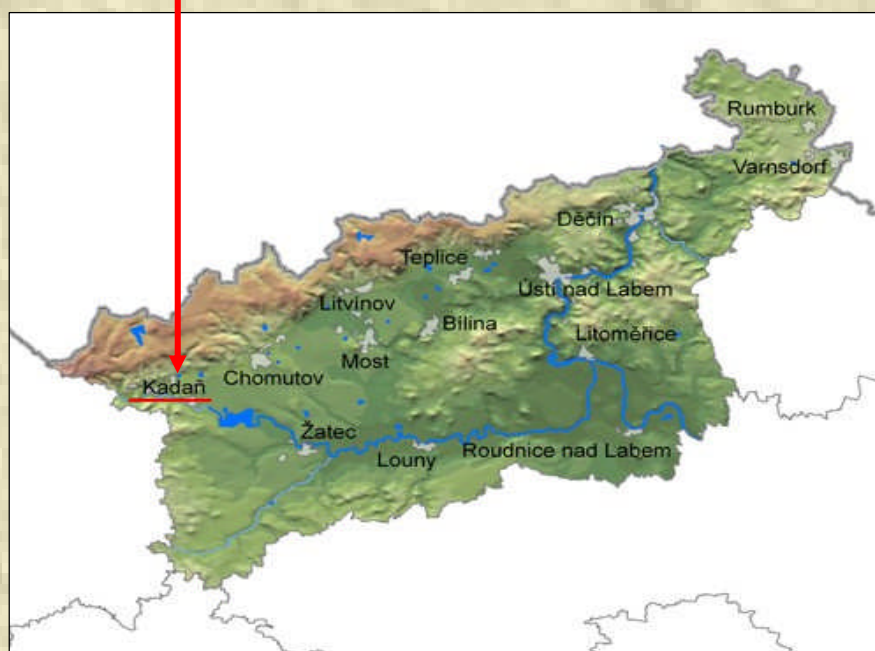 Rumburk
Varnsdorf
Děčín
Teplice
Ústí nad Labem
Litvínov
Bílina
Litoměřice
Most
Chomutov
Kadaň
Žatec
Louny
Roudnice nad Labem